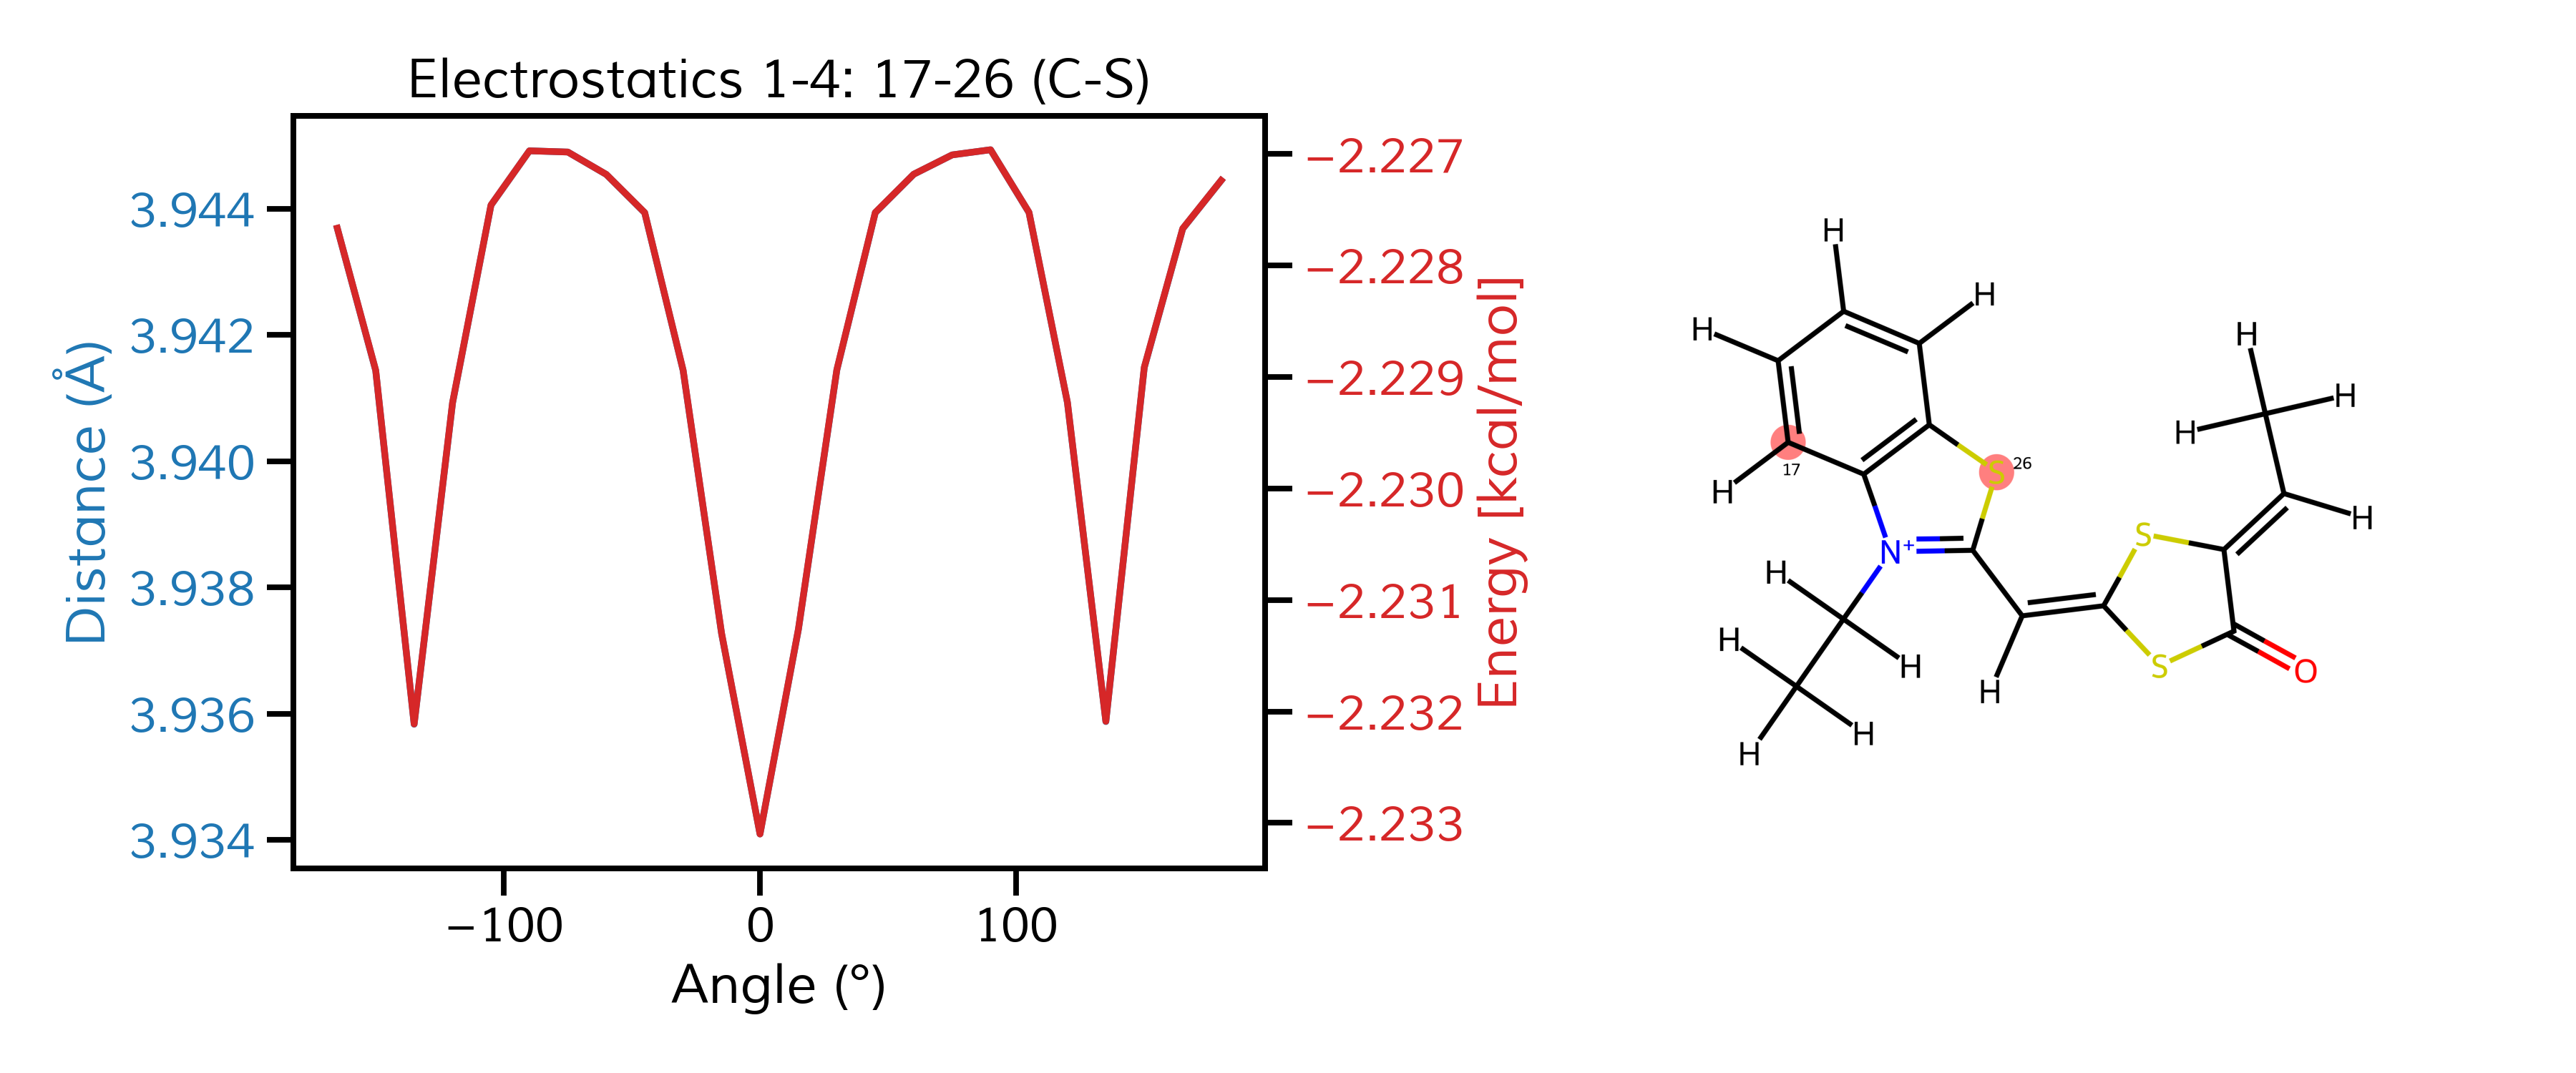 Electrostatics 1-4: 17-26 (C-S)
Distance (Å)
3.944
3.942
3.940
3.938
3.936
3.934
−100
0
100
Angle (°)
−2.227
−2.228
−2.229
−2.230
−2.231
−2.232
−2.233
Energy [kcal/mol]
H
H
H
H
H
H
17
S 26
H
H
S
H
N+
H
H
H
S
O
H
H
H